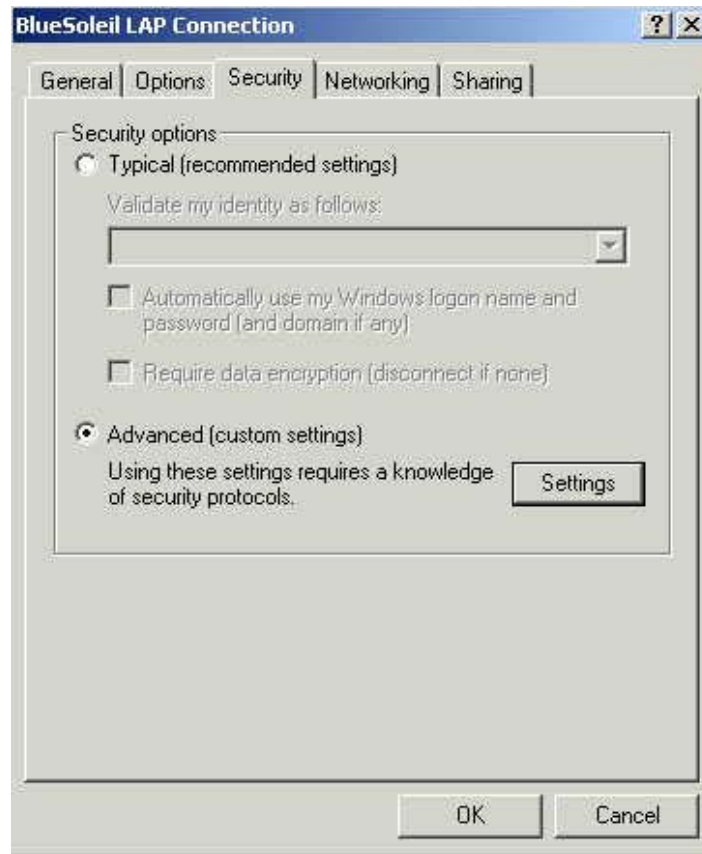 BlueSoleil LAP Connection
General Options Security Networking Sharing
Security options
Typical (recommended settings)
Validate my identity as follows:
Automatically use my Windows logon name and
password (and domain if any)
Require data encryption (disconnect if none)
Advanced (custom settings)
Using these settings requires a knowledge
of security protocols.
Settings
OK Cancel